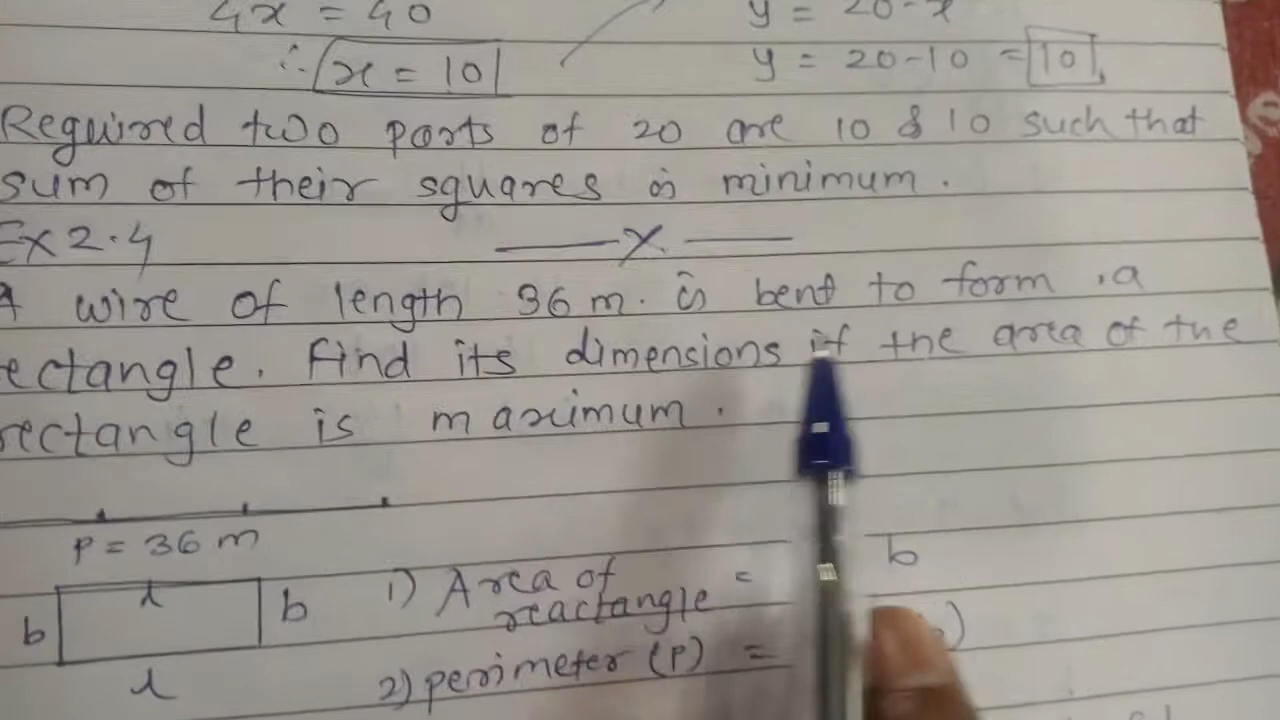 4x = 40
y = 20-x
∴ x = 10
y = 20-10 = 10
Required two parts of 20 are 10 & 10 such that
sum of their squares is minimum.
Ex 2.4 —x—
A wire of length 36 m. is bent to form a
ectangle. Find its dimensions if the area of the
rectangle is maximum.
P = 36 m
b l b
l
1) Area of
reactangle =
b
2) perimeter (P) =